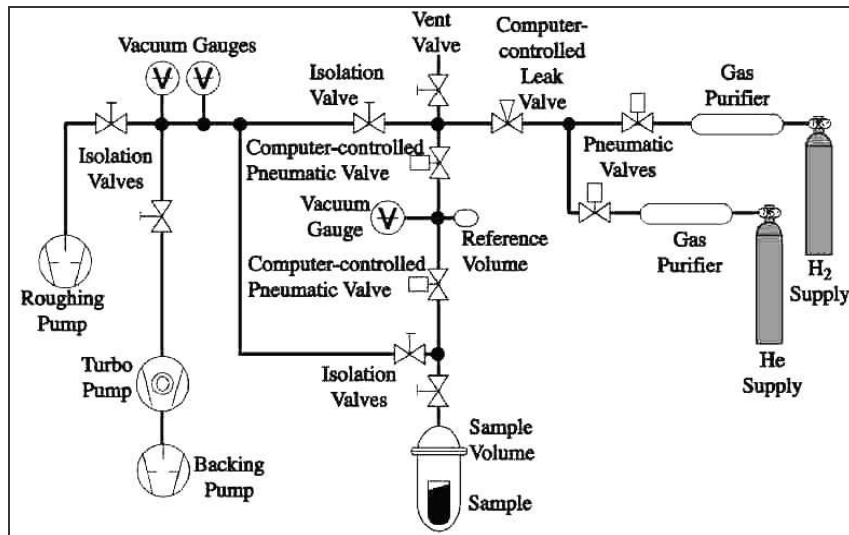 Vacuum Gauges
Vent
Valve
Computer-
controlled
Leak
Valve
Isolation
Valve
Gas
Purifier
Isolation
Valves
Computer-controlled
Pneumatic Valve
Pneumatic
Valves
Vacuum
Gauge
Reference
Volume
Gas
Purifier
H2
Supply
Roughing
Pump
Computer-controlled
Pneumatic Valve
Turbo
Pump
Isolation
Valves
He
Supply
Sample
Volume
Backing
Pump
Sample